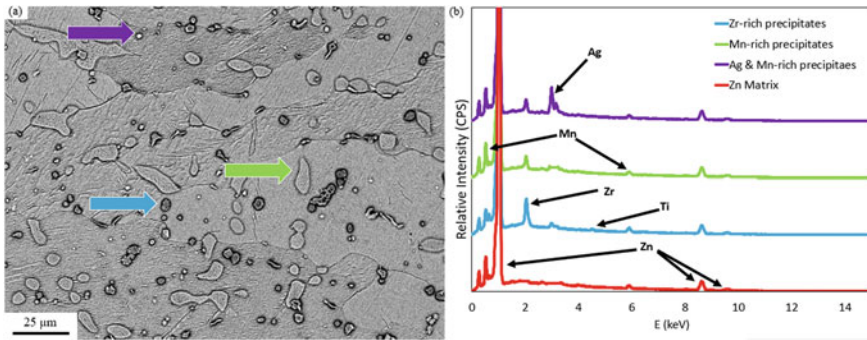 (a)
25 μm
(b)
Zr-rich precipitates
Mn-rich precipitates
Ag & Mn-rich precipitaes
Zn Matrix
Ag
Mn
Zr
Ti
Zn
Relative Intensity (CPS)
0 2 4 6 8 10 12 14
E (keV)